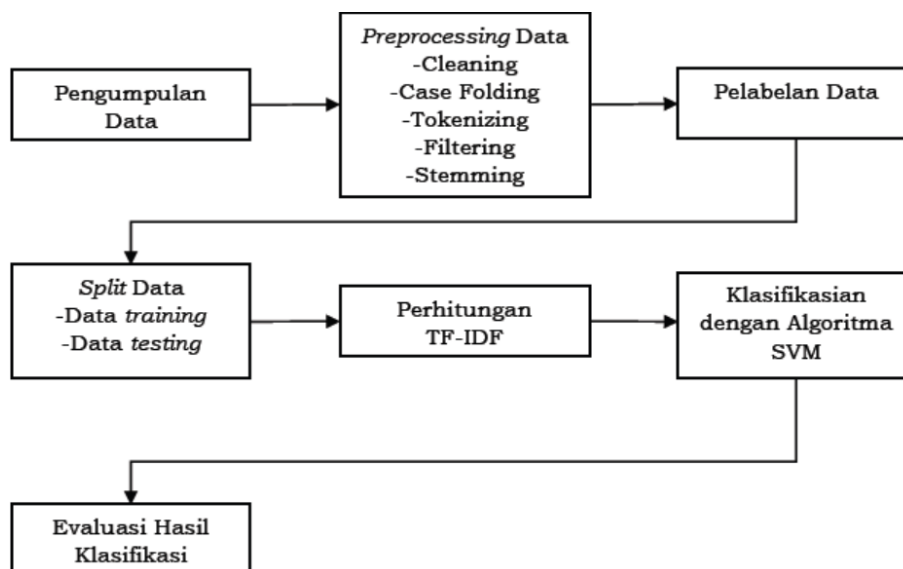 Pengumpulan
Data
Preprocessing Data
-Cleaning
-Case Folding
-Tokenizing
-Filtering
-Stemming
Pelabelan Data
Split Data
-Data training
-Data testing
Perhitungan
TF-IDF
Klasifikasian
dengan Algoritma
SVM
Evaluasi Hasil
Klasifikasi